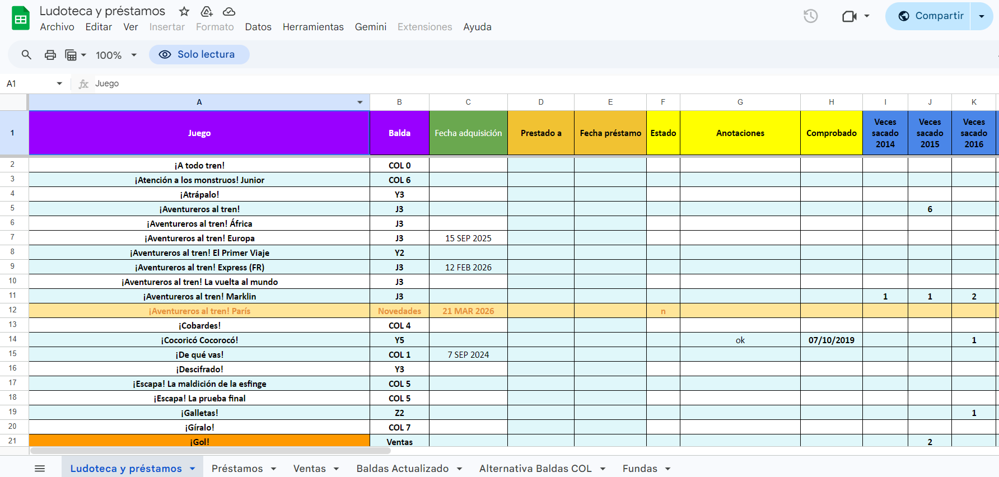 Ludoteca y préstamos
Archivo Editar Ver Insertar Formato Datos Herramientas Gemini Extensiones Ayuda
Compartir
100% Solo lectura
A1 fx Juego
A B C D E F G H I J K
1 Juego Balda Fecha adquisición Prestado a Fecha préstamo Estado Anotaciones Comprobado Veces sacado 2014 Veces sacado 2015 Veces sacado 2016
2 ¡A todo tren! COL 0
3 ¡Atención a los monstruos! Junior COL 6
4 ¡Atrápalo! Y3
5 ¡Aventureros al tren! J3 6
6 ¡Aventureros al tren! África J3
7 ¡Aventureros al tren! Europa J3 15 SEP 2025
8 ¡Aventureros al tren! El Primer Viaje Y2
9 ¡Aventureros al tren! Express (FR) J3 12 FEB 2026
10 ¡Aventureros al tren! La vuelta al mundo J3
11 ¡Aventureros al tren! Marklin J3 1 1 2
12 ¡Aventureros al tren! París Novedades 21 MAR 2026 n
13 ¡Cobardes! COL 4
14 ¡Cocoricó Cocorocó! Y5 ok 07/10/2019 1
15 ¡De qué vas! COL 1 7 SEP 2024
16 ¡Descifrado! Y3
17 ¡Escapa! La maldición de la esfinge COL 5
18 ¡Escapa! La prueba final COL 5
19 ¡Galletas! Z2 1
20 ¡Gíralo! COL 7
21 ¡Gol! Ventas 2
Ludoteca y préstamos Préstamos Ventas Baldas Actualizado Alternativa Baldas COL Fundas